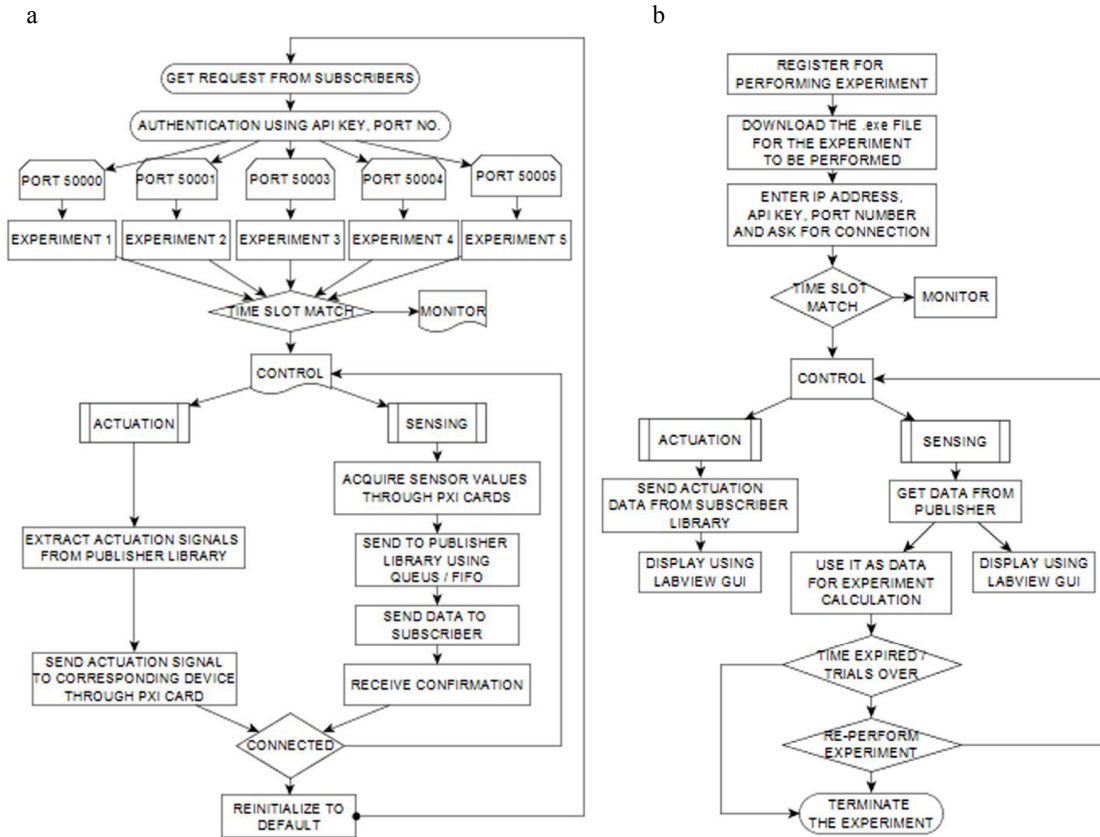 a
GET REQUEST FROM SUBSCRIBERS
AUTHENTICATION USING API KEY, PORT NO.
PORT 50000
PORT 50001
PORT 50003
PORT 50004
PORT 50005
EXPERIMENT 1
EXPERIMENT 2
EXPERIMENT 3
EXPERIMENT 4
EXPERIMENT 5
TIME SLOT MATCH
MONITOR
CONTROL
ACTUATION
SENSING
ACQUIRE SENSOR VALUES
THROUGH PXI CARDS
EXTRACT ACTUATION SIGNALS
FROM PUBLISHER LIBRARY
SEND TO PUBLISHER
LIBRARY USING
QUEUS / FIFO
SEND DATA TO
SUBSCRIBER
SEND ACTUATION SIGNAL
TO CORRESPONDING DEVICE
THROUGH PXI CARD
RECEIVE CONFIRMATION
CONNECTED
REINITIALIZE TO
DEFAULT
b
REGISTER FOR
PERFORMING EXPERIMENT
DOWNLOAD THE .exe FILE
FOR THE EXPERIMENT
TO BE PERFORMED
ENTER IP ADDRESS,
API KEY, PORT NUMBER
AND ASK FOR CONNECTION
TIME SLOT
MATCH
MONITOR
CONTROL
ACTUATION
SENSING
SEND ACTUATION
DATA FROM SUBSCRIBER
LIBRARY
GET DATA FROM
PUBLISHER
DISPLAY USING
LABVIEW GUI
USE IT AS DATA
FOR EXPERIMENT
CALCULATION
DISPLAY USING
LABVIEW GUI
TIME EXPIRED /
TRIALS OVER
RE-PERFORM
EXPERIMENT
TERMINATE
THE EXPERIMENT